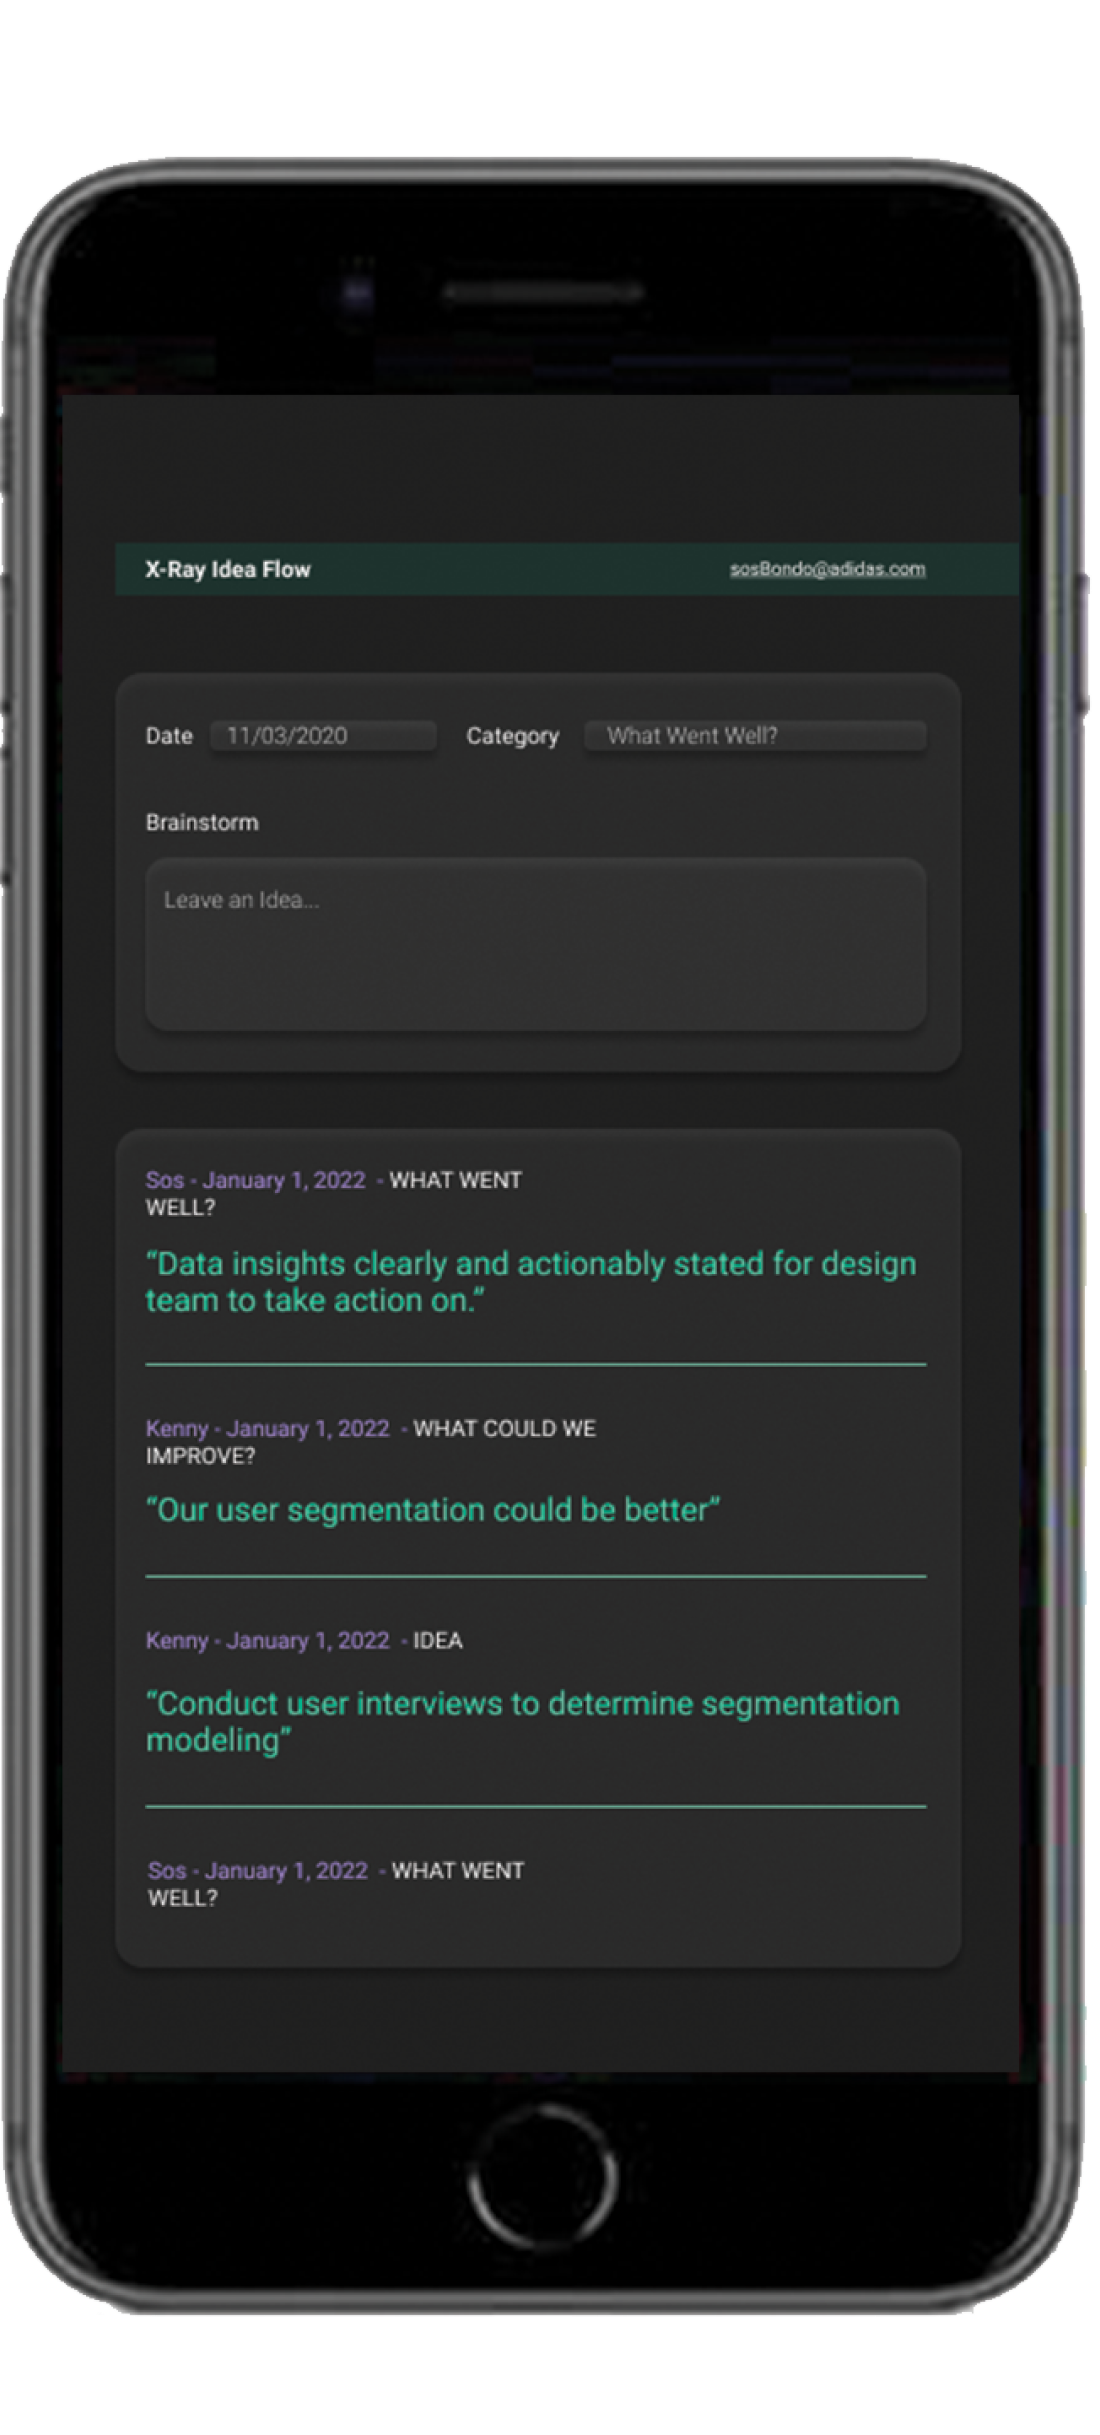 X-Ray Idea Flow sosBondo@adidas.com
Date 11/03/2020 Category What Went Well?
Brainstorm
Leave an Idea...
Sos - January 1, 2022 - WHAT WENT
WELL?
“Data insights clearly and actionably stated for design
team to take action on.”
Kenny - January 1, 2022 - WHAT COULD WE
IMPROVE?
“Our user segmentation could be better”
Kenny - January 1, 2022 - IDEA
“Conduct user interviews to determine segmentation
modeling”
Sos - January 1, 2022 - WHAT WENT
WELL?